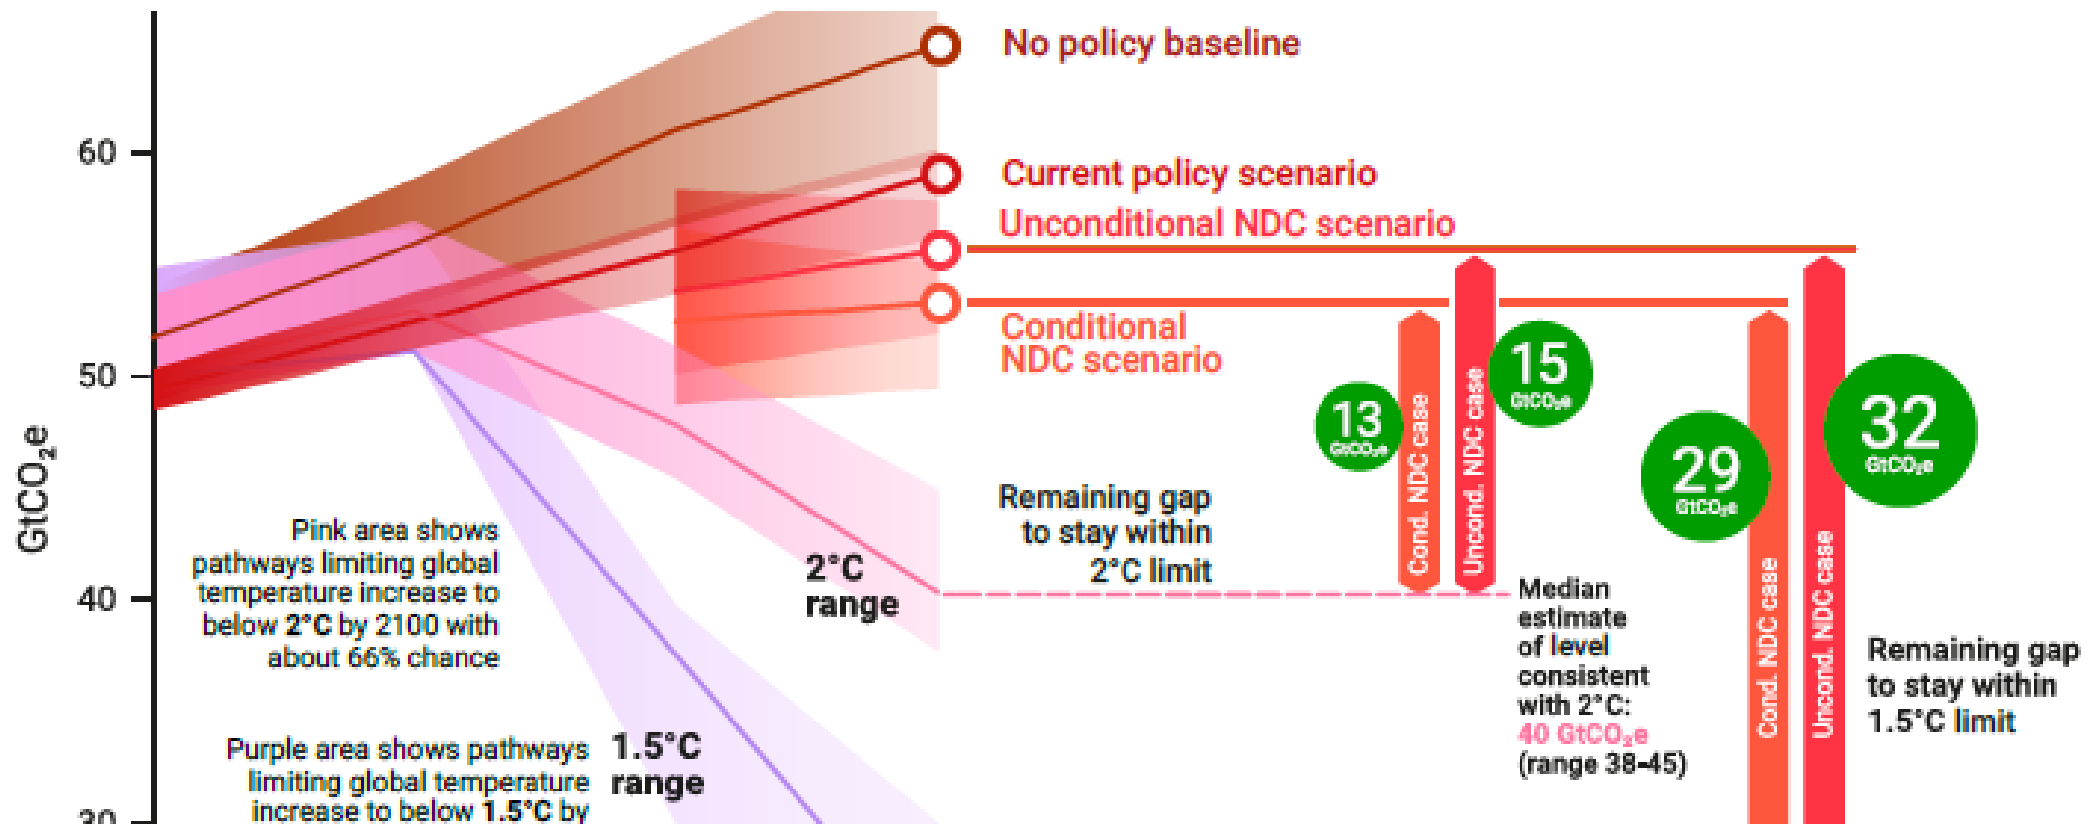 No policy baseline
60
Current policy scenario
Unconditional NDC scenario
50
Conditional
NDC scenario
GtCO₂e
13
GtCO₂e
Cond. NDC case
Uncond. NDC case
15
GtCO₂e
29
GtCO₂e
Cond. NDC case
Uncond. NDC case
32
GtCO₂e
Remaining gap
to stay within
2°C limit
Pink area shows
pathways limiting global
temperature increase to
below 2°C by 2100 with
about 66% chance
2°C
range
40
Median
estimate
of level
consistent
with 2°C:
40 GtCO₂e
(range 38-45)
Remaining gap
to stay within
1.5°C limit
Purple area shows pathways
limiting global temperature
increase to below 1.5°C by
1.5°C
range
30